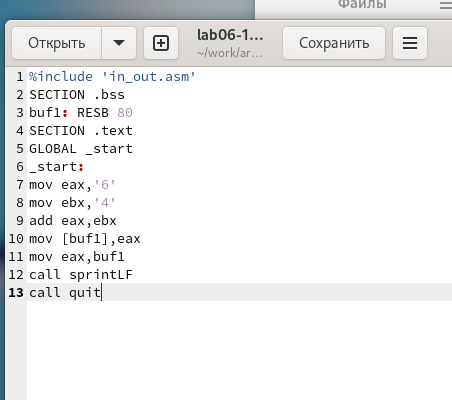 Файлы
Открыть
lab06-1...
~/work/ar...
Сохранить
1 %include 'in_out.asm'
2 SECTION .bss
3 buf1: RESB 80
4 SECTION .text
5 GLOBAL _start
6 _start:
7 mov eax,'6'
8 mov ebx,'4'
9 add eax,ebx
10 mov [buf1],eax
11 mov eax,buf1
12 call sprintLF
13 call quit